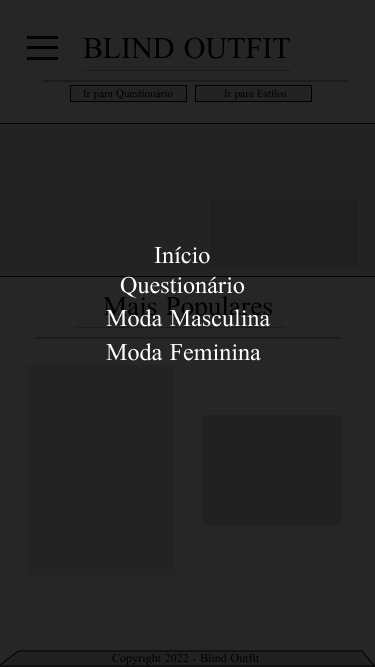 BLIND OUTFIT
Ir para Questionário
Ir para Estilos
Início
Questionário
Mais Populares
Moda Masculina
Moda Feminina
Copyright 2022 - Blind Outfit